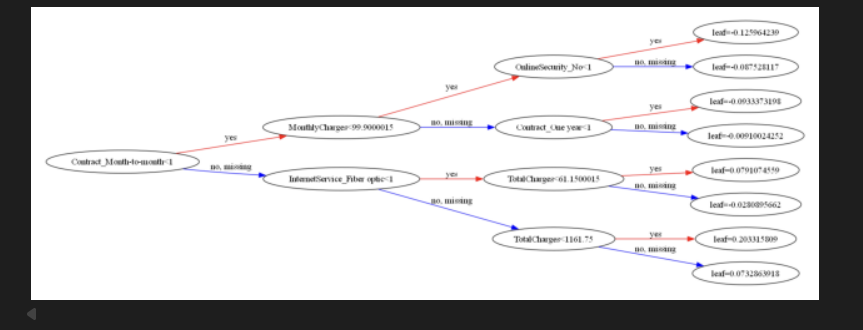 leaf=-0.125964239
yes
OnlineSecurity_No<1
no, missing
leaf=-0.087528117
yes
MonthlyCharges<99.9000015
no, missing
yes
leaf=-0.0933373198
Contract_One year<1
no, missing
leaf=-0.00910024252
yes
Contract_Month-to-month<1
no, missing
InternetService_Fiber optic<1
yes
TotalCharges<61.1500015
yes
leaf=0.0791074559
no, missing
leaf=-0.0280895662
no, missing
TotalCharges<1161.75
yes
leaf=0.203315809
no, missing
leaf=0.0732863918